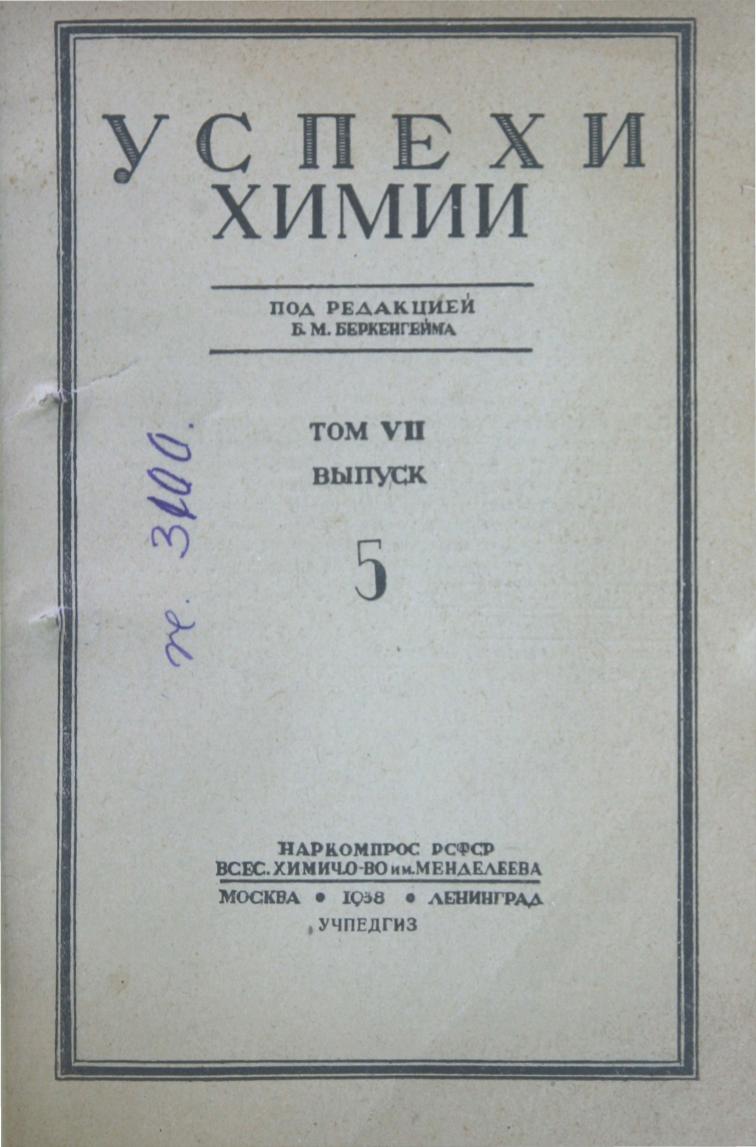 УСПЕХИ
ХИМИИ
ПОД РЕДАКЦИЕЙ
Б. М. БЕРКЕНГЕЙМА
ТОМ VII
ВЫПУСК
5
НАРКОМПРОС РСФСР
ВСЕС. ХИМИЧ.О-ВО им. МЕНДЕЛЕЕВА
МОСКВА • 1938 • ЛЕНИНГРАД
УЧПЕДГИЗ